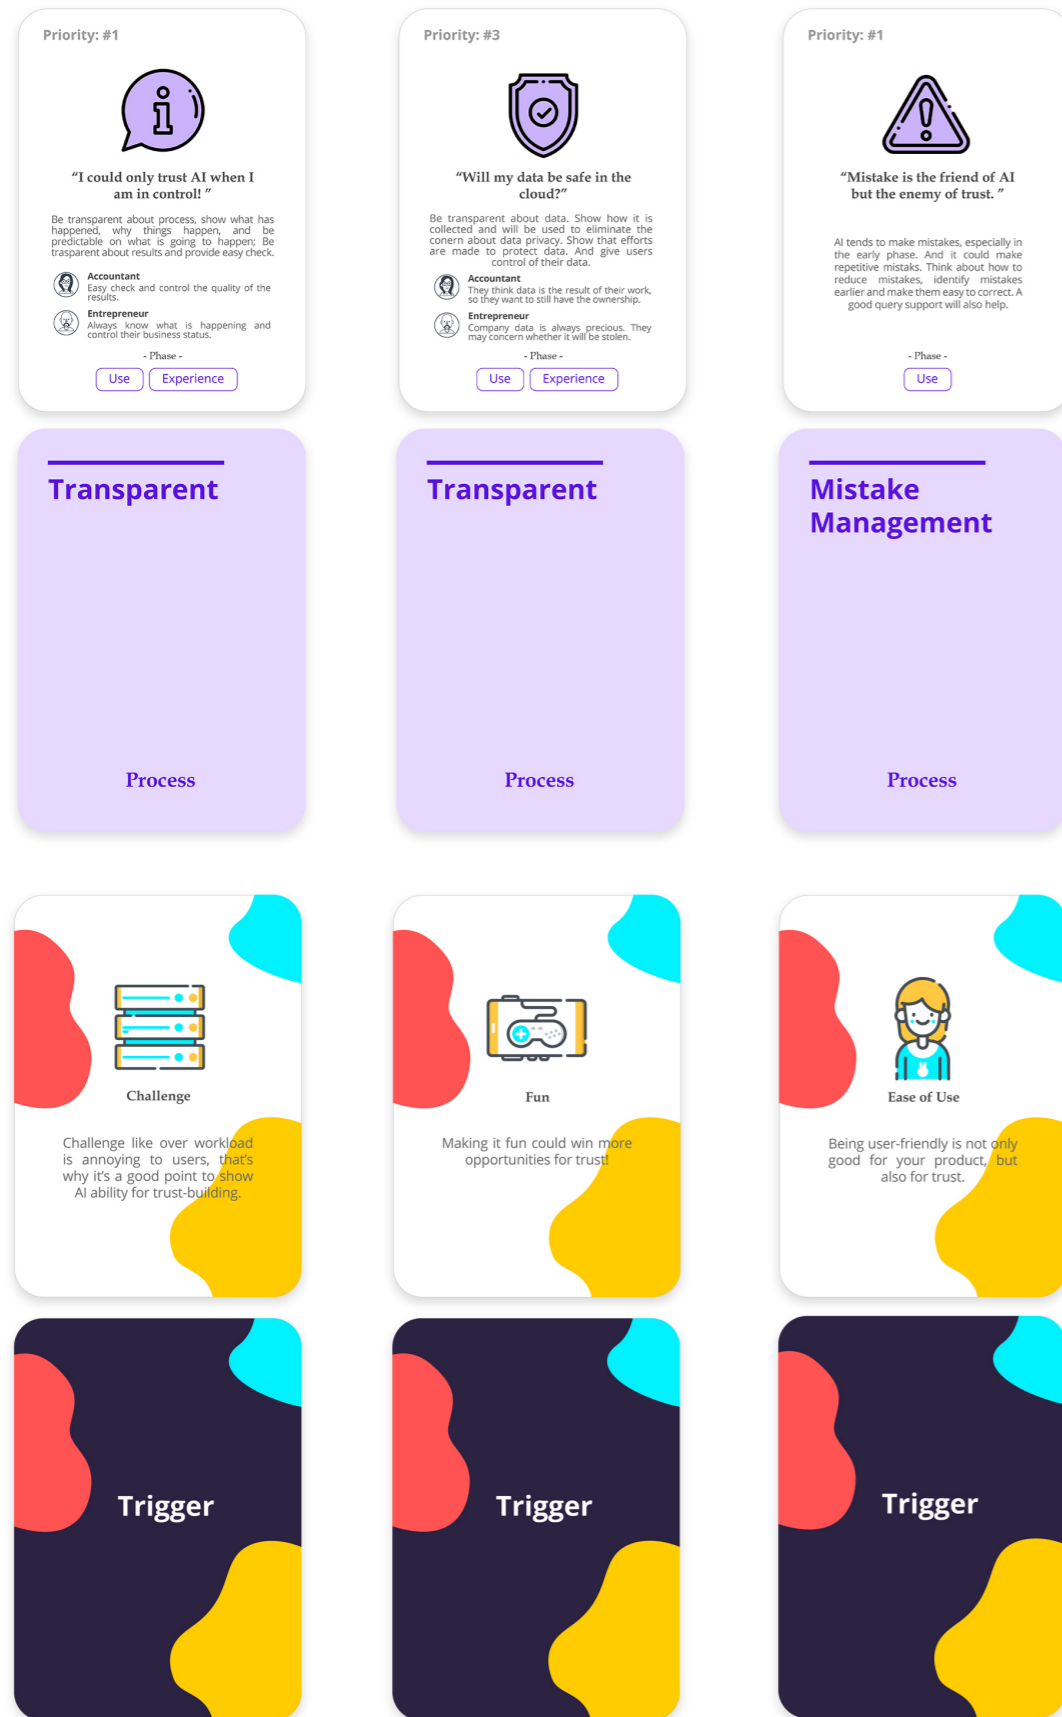 Priority: #1
“I could only trust AI when I
am in control! ”
Be transparent about process, show what has
happened, why things happen, and be
predictable on what is going to happen; Be
trasparent about results and provide easy check.
Accountant
Easy check and control the quality of the
results.
Entrepreneur
Always know what is happening and
control their business status.
- Phase -
Use
Experience
Priority: #3
“Will my data be safe in the
cloud?”
Be transparent about data. Show how it is
collected and will be used to eliminate the
conern about data privacy. Show that efforts
are made to protect data. And give users
control of their data.
Accountant
They think data is the result of their work,
so they want to still have the ownership.
Entrepreneur
Company data is always precious. They
may concern whether it will be stolen.
- Phase -
Use
Experience
Priority: #1
“Mistake is the friend of AI
but the enemy of trust. ”
AI tends to make mistakes, especially in
the early phase. And it could make
repetitive mistaks. Think about how to
reduce mistakes, identify mistakes
earlier and make them easy to correct. A
good query support will also help.
- Phase -
Use
Transparent
Process
Transparent
Process
Mistake
Management
Process
Challenge
Challenge like over workload
is annoying to users, that’s
why it’s a good point to show
AI ability for trust-building.
Fun
Making it fun could win more
opportunities for trust!
Ease of Use
Being user-friendly is not only
good for your product, but
also for trust.
Trigger
Trigger
Trigger